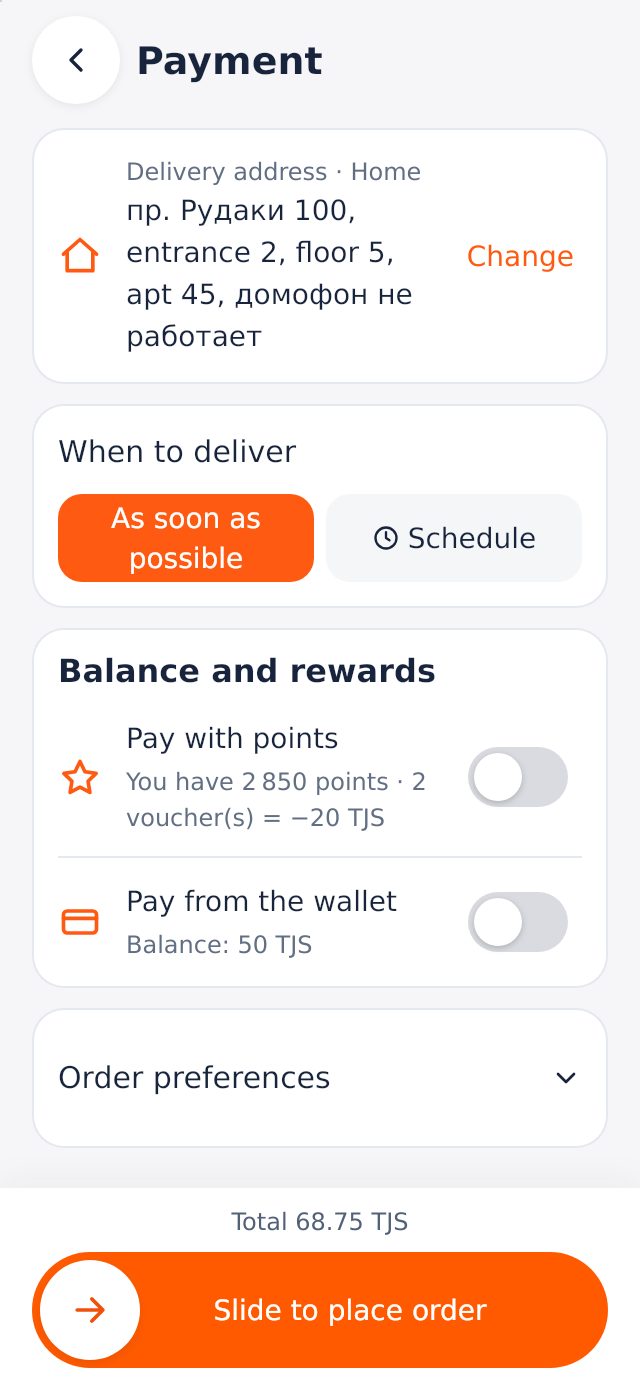 Payment
Delivery address · Home
пр. Рудаки 100,
entrance 2, floor 5,
apt 45, домофон не
работает
Change
When to deliver
As soon as
possible
Schedule
Balance and rewards
Pay with points
You have 2 850 points · 2
voucher(s) = −20 TJS
Pay from the wallet
Balance: 50 TJS
Order preferences
Total 68.75 TJS
Slide to place order